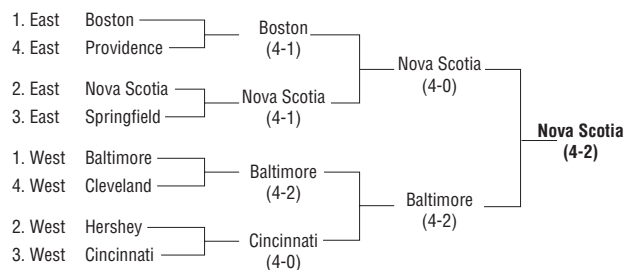 1. East Boston
4. East Providence
Boston
(4-1)
2. East Nova Scotia
3. East Springfield
Nova Scotia
(4-1)
Nova Scotia
(4-0)
1. West Baltimore
4. West Cleveland
Baltimore
(4-2)
2. West Hershey
3. West Cincinnati
Cincinnati
(4-0)
Baltimore
(4-2)
Nova Scotia
(4-2)